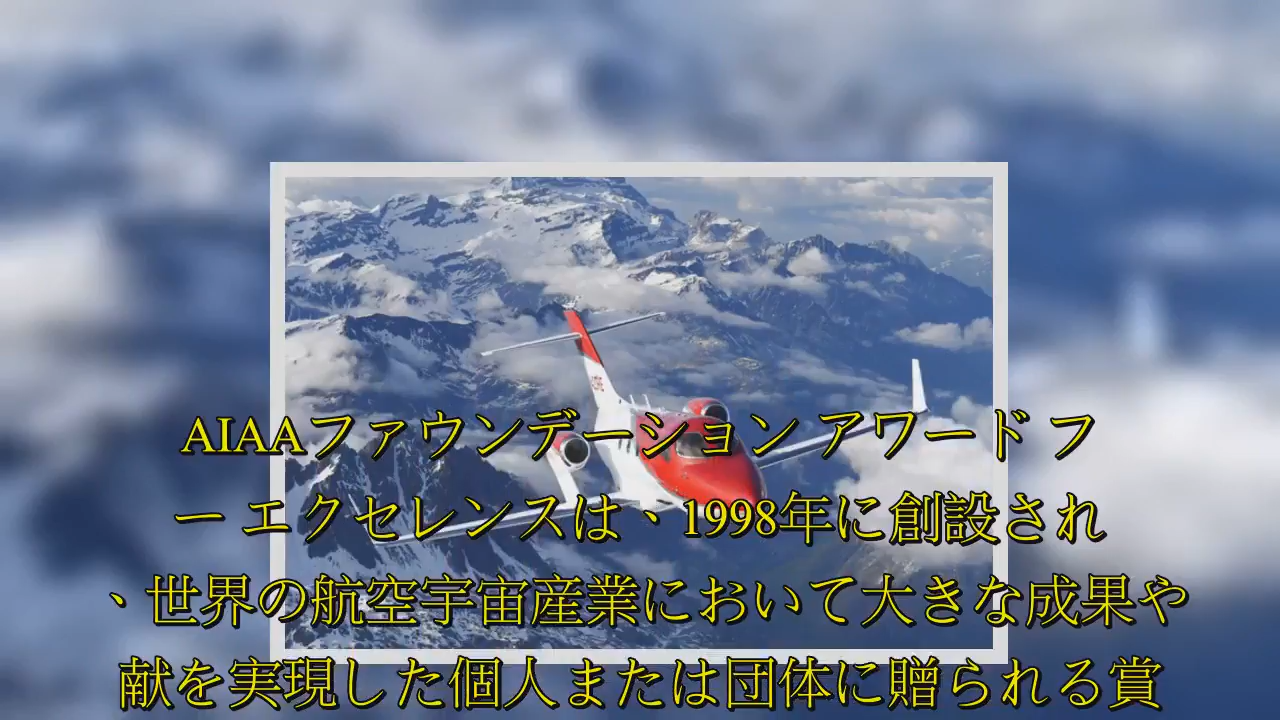 AIAAファウンデーション アワード フ
ー エクセレンスは、1998年に創設され
、世界の航空宇宙産業において大きな成果や
献を実現した個人または団体に贈られる賞